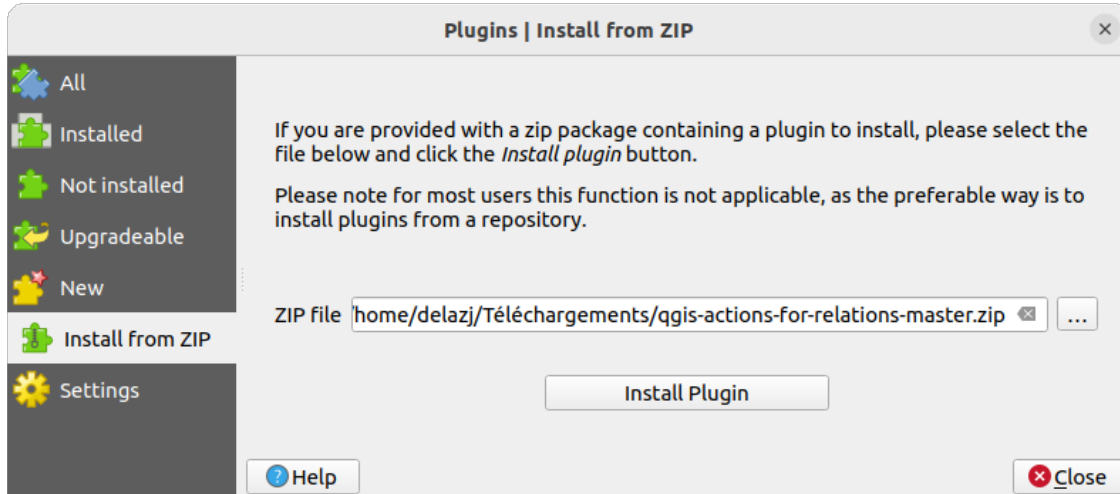 Plugins | Install from ZIP
All
Installed
Not installed
Upgradeable
New
Install from ZIP
Settings
If you are provided with a zip package containing a plugin to install, please select the
file below and click the Install plugin button.
Please note for most users this function is not applicable, as the preferable way is to
install plugins from a repository.
ZIP file /home/delazj/Téléchargements/qgis-actions-for-relations-master.zip ...
Install Plugin
Help
Close